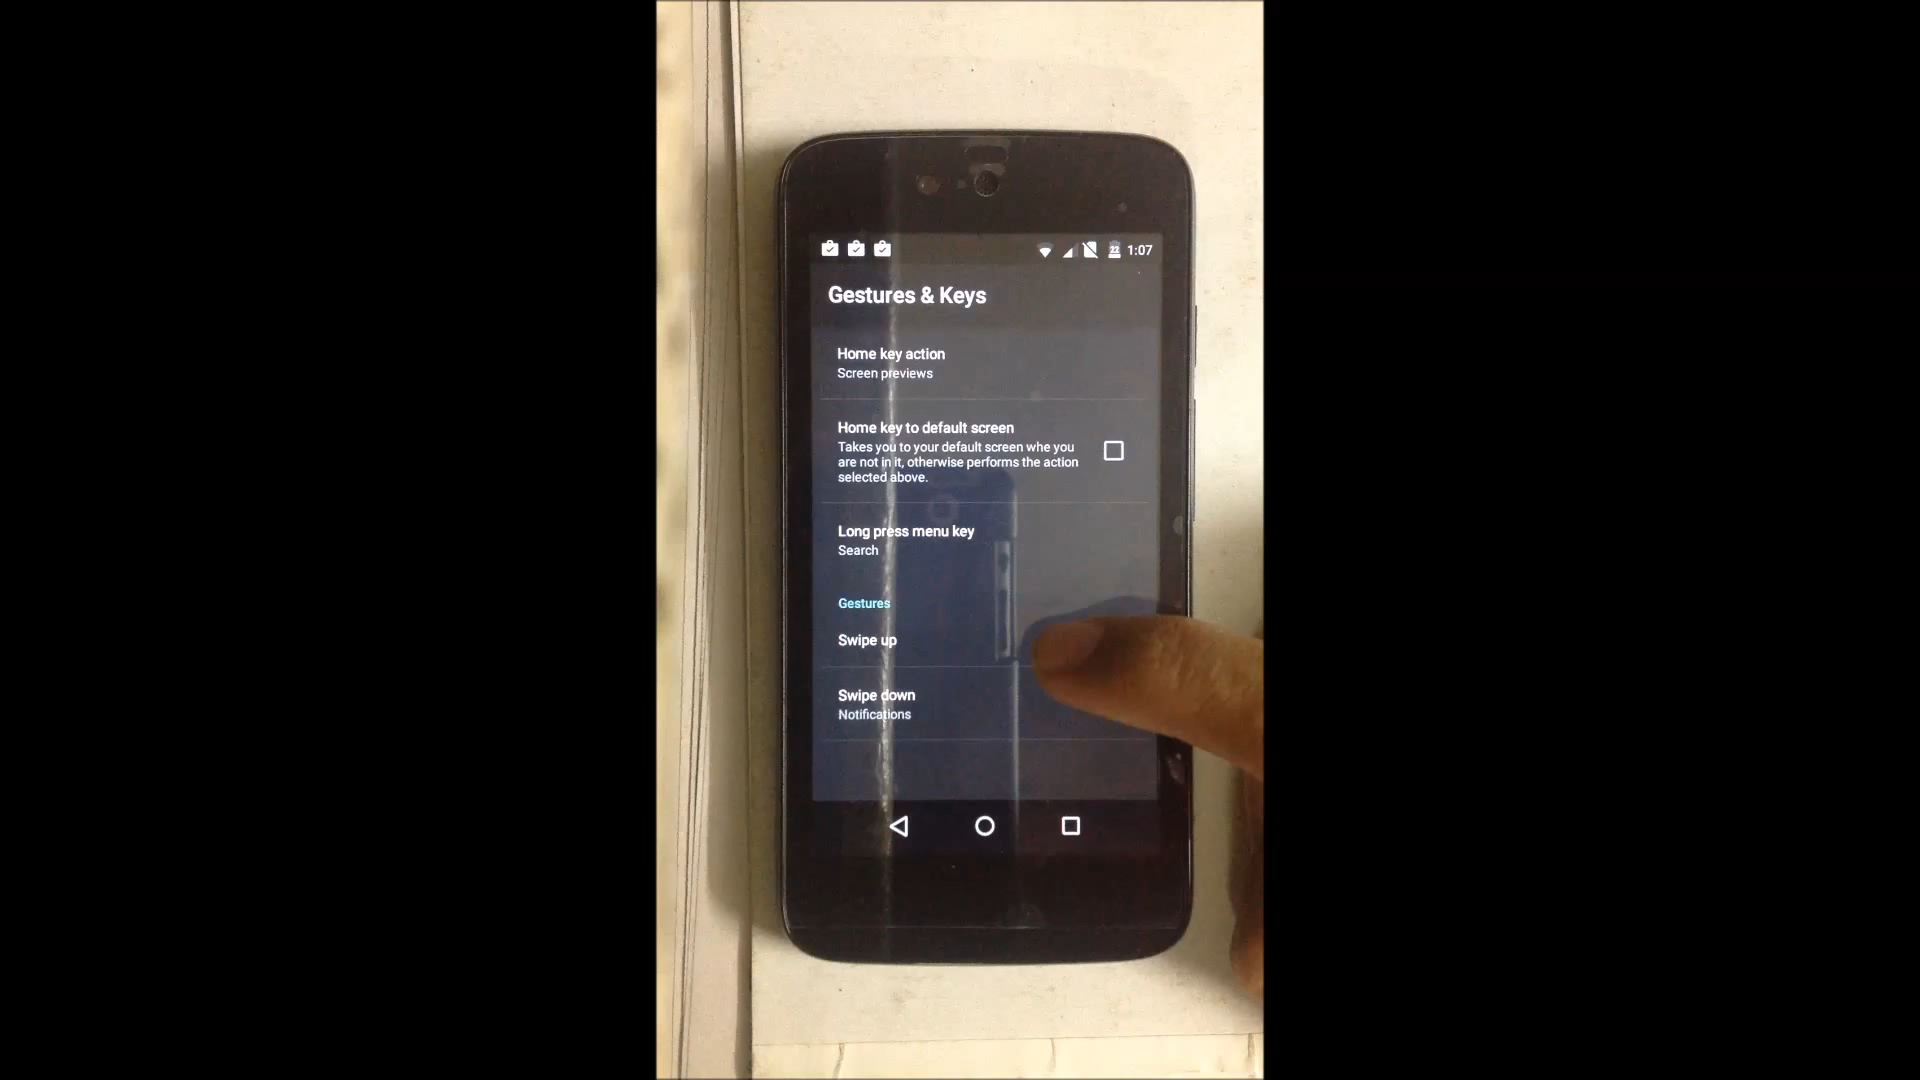 22 1:07
Gestures & Keys
Home key action
Screen previews
Home key to default screen
Takes you to your default screen whe you
are not in it, otherwise performs the action
selected above.
Long press menu key
Search
Gestures
Swipe up
Swipe down
Notifications